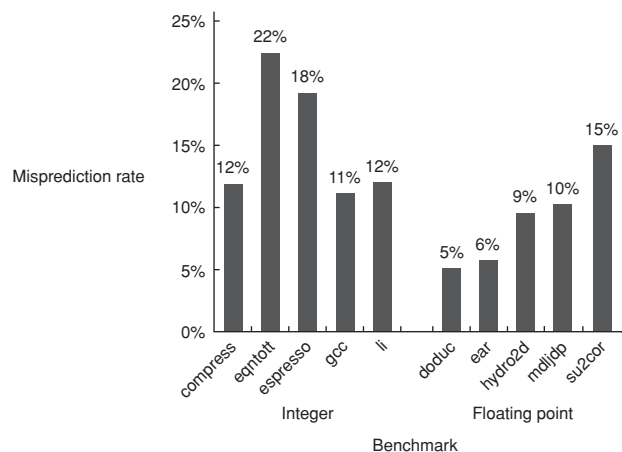 25%
20%
15%
10%
5%
0%
Misprediction rate
12%
22%
18%
11%
12%
5%
6%
9%
10%
15%
compress
eqntott
espresso
gcc
li
doduc
ear
hydro2d
mdljdp
su2cor
Integer
Floating point
Benchmark